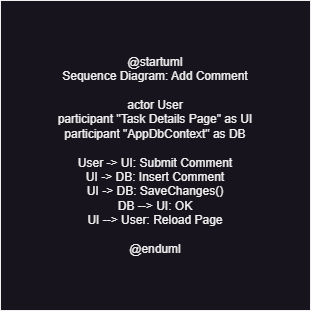 @startuml
Sequence Diagram: Add Comment
actor User
participant "Task Details Page" as UI
participant "AppDbContext" as DB
User -> UI: Submit Comment
UI -> DB: Insert Comment
UI -> DB: SaveChanges()
DB --> UI: OK
UI --> User: Reload Page
@enduml